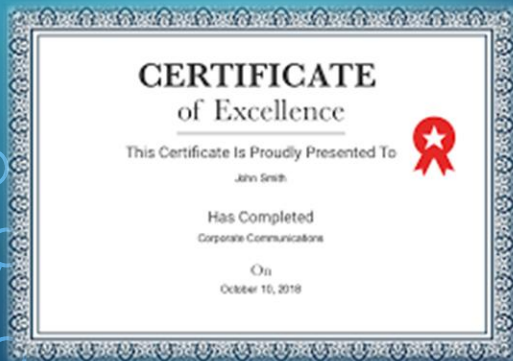 CERTIFICATE
of Excellence
This Certificate Is Proudly Presented To
John Smith
Has Completed
Corporate Communications
On
October 10, 2018